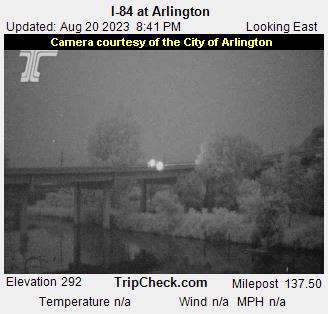 I-84 at Arlington
Updated: Aug 20 2023 8:41 PM Looking East
Camera courtesy of the City of Arlington
Elevation 292 TripCheck.com Milepost 137.50
Temperature n/a Wind n/a MPH n/a